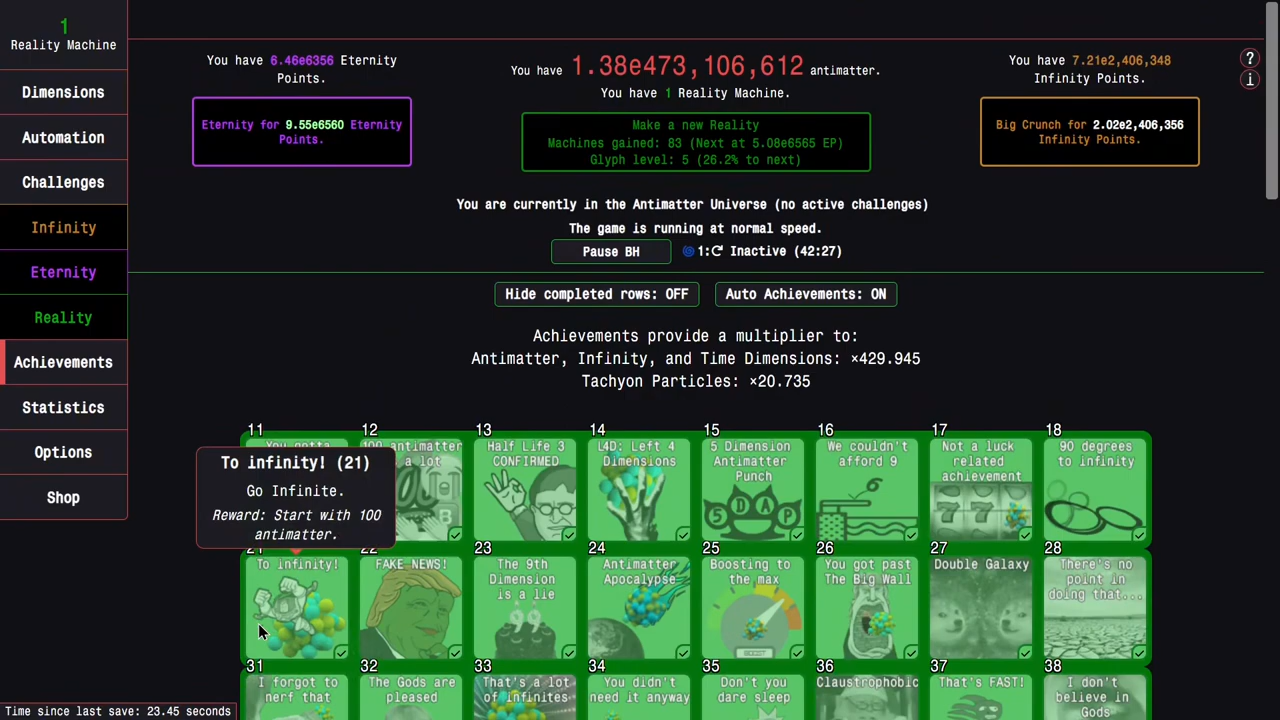 1
Reality Machine
Dimensions
Automation
Challenges
Infinity
Eternity
Reality
Achievements
Statistics
Options
Shop
You have 6.46e6356 Eternity
Points.
Eternity for 9.55e6560 Eternity
Points.
You have 1.38e473,106,612 antimatter.
You have 1 Reality Machine.
Make a new Reality
Machines gained: 83 (Next at 5.08e6565 EP)
Glyph level: 5 (26.2% to next)
You have 7.21e2,406,348
Infinity Points.
Big Crunch for 2.02e2,406,356
Infinity Points.
?
i
You are currently in the Antimatter Universe (no active challenges)
The game is running at normal speed.
Pause BH
1: Inactive (42:27)
Hide completed rows: OFF
Auto Achievements: ON
Achievements provide a multiplier to:
Antimatter, Infinity, and Time Dimensions: ×429.945
Tachyon Particles: ×20.735
11
12
100 antimatter
a lot
13
Half Life 3
CONFIRMED
14
L4D: Left 4
Dimensions
15
5 Dimension
Antimatter
Punch
5 D A P
16
We couldn't
afford 9
17
Not a luck
related
achievement
18
90 degrees
to infinity
To infinity! (21)
Go Infinite.
Reward: Start with 100
antimatter.
To infinity!
22
FAKE NEWS!
23
The 9th
Dimension
is a lie
24
Antimatter
Apocalypse
25
Boosting to
the max
BOOST
26
You got past
The Big Wall
27
Double Galaxy
28
There's no
point in
doing that...
31
I forgot to
nerf that
32
The Gods are
pleased
33
That's a lot
of infinites
34
You didn't
need it anyway
35
Don't you
dare sleep
36
Claustrophobic
37
That's FAST!
38
I don't
believe in
Gods
Time since last save: 23.45 seconds